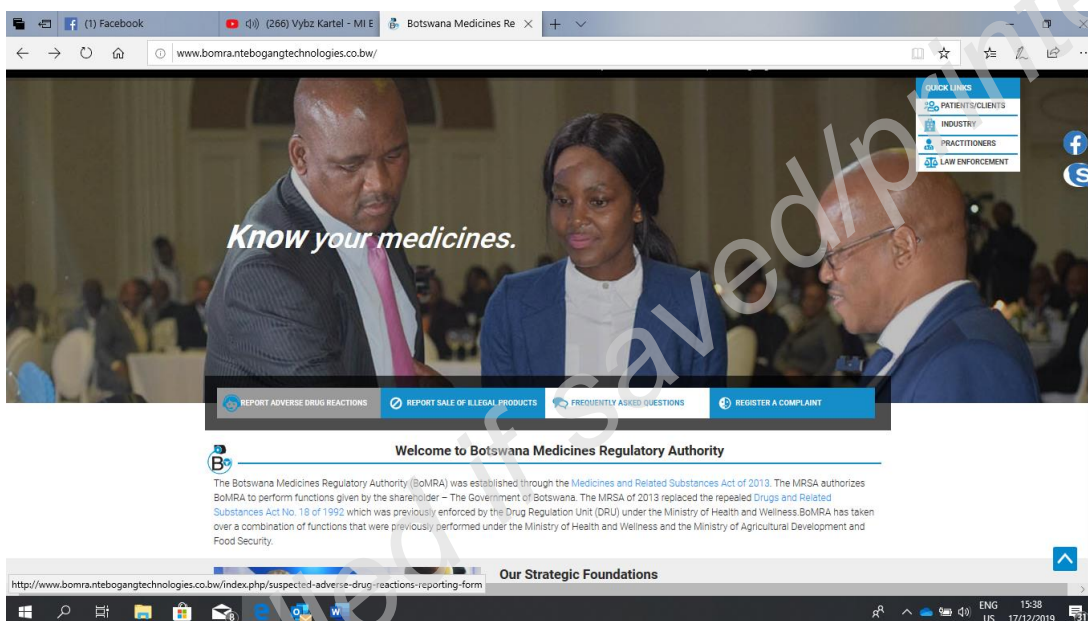 (1) Facebook
(266) Vybz Kartel - MI E
Botswana Medicines Re
www.bomra.ntebogangtechnologies.co.bw/
QUICK LINKS
PATIENTS/CLIENTS
INDUSTRY
PRACTITIONERS
LAW ENFORCEMENT
Know your medicines.
REPORT ADVERSE DRUG REACTIONS
REPORT SALE OF ILLEGAL PRODUCTS
FREQUENTLY ASKED QUESTIONS
REGISTER A COMPLAINT
Welcome to Botswana Medicines Regulatory Authority
The Botswana Medicines Regulatory Authority (BoMRA) was established through the Medicines and Related Substances Act of 2013. The MRSA authorizes
BoMRA to perform functions given by the shareholder – The Government of Botswana. The MRSA of 2013 replaced the repealed Drugs and Related
Substances Act No. 18 of 1992 which was previously enforced by the Drug Regulation Unit (DRU) under the Ministry of Health and Wellness.BoMRA has taken
over a combination of functions that were previously performed under the Ministry of Health and Wellness and the Ministry of Agricultural Development and
Food Security.
Our Strategic Foundations
http://www.bomra.ntebogangtechnologies.co.bw/index.php/suspected-adverse-drug-reactions-reporting-form
ENG
US
15:38
17/12/2019